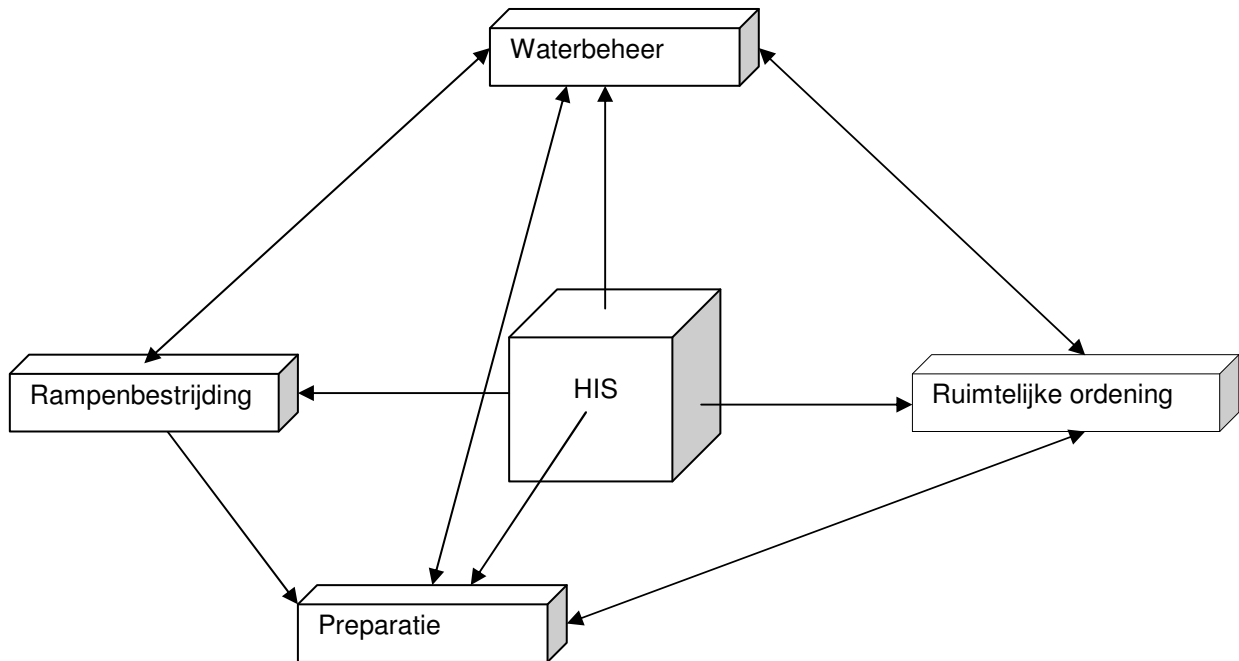 Waterbeheer
Rampenbestrijding
HIS
Ruimtelijke ordening
Preparatie